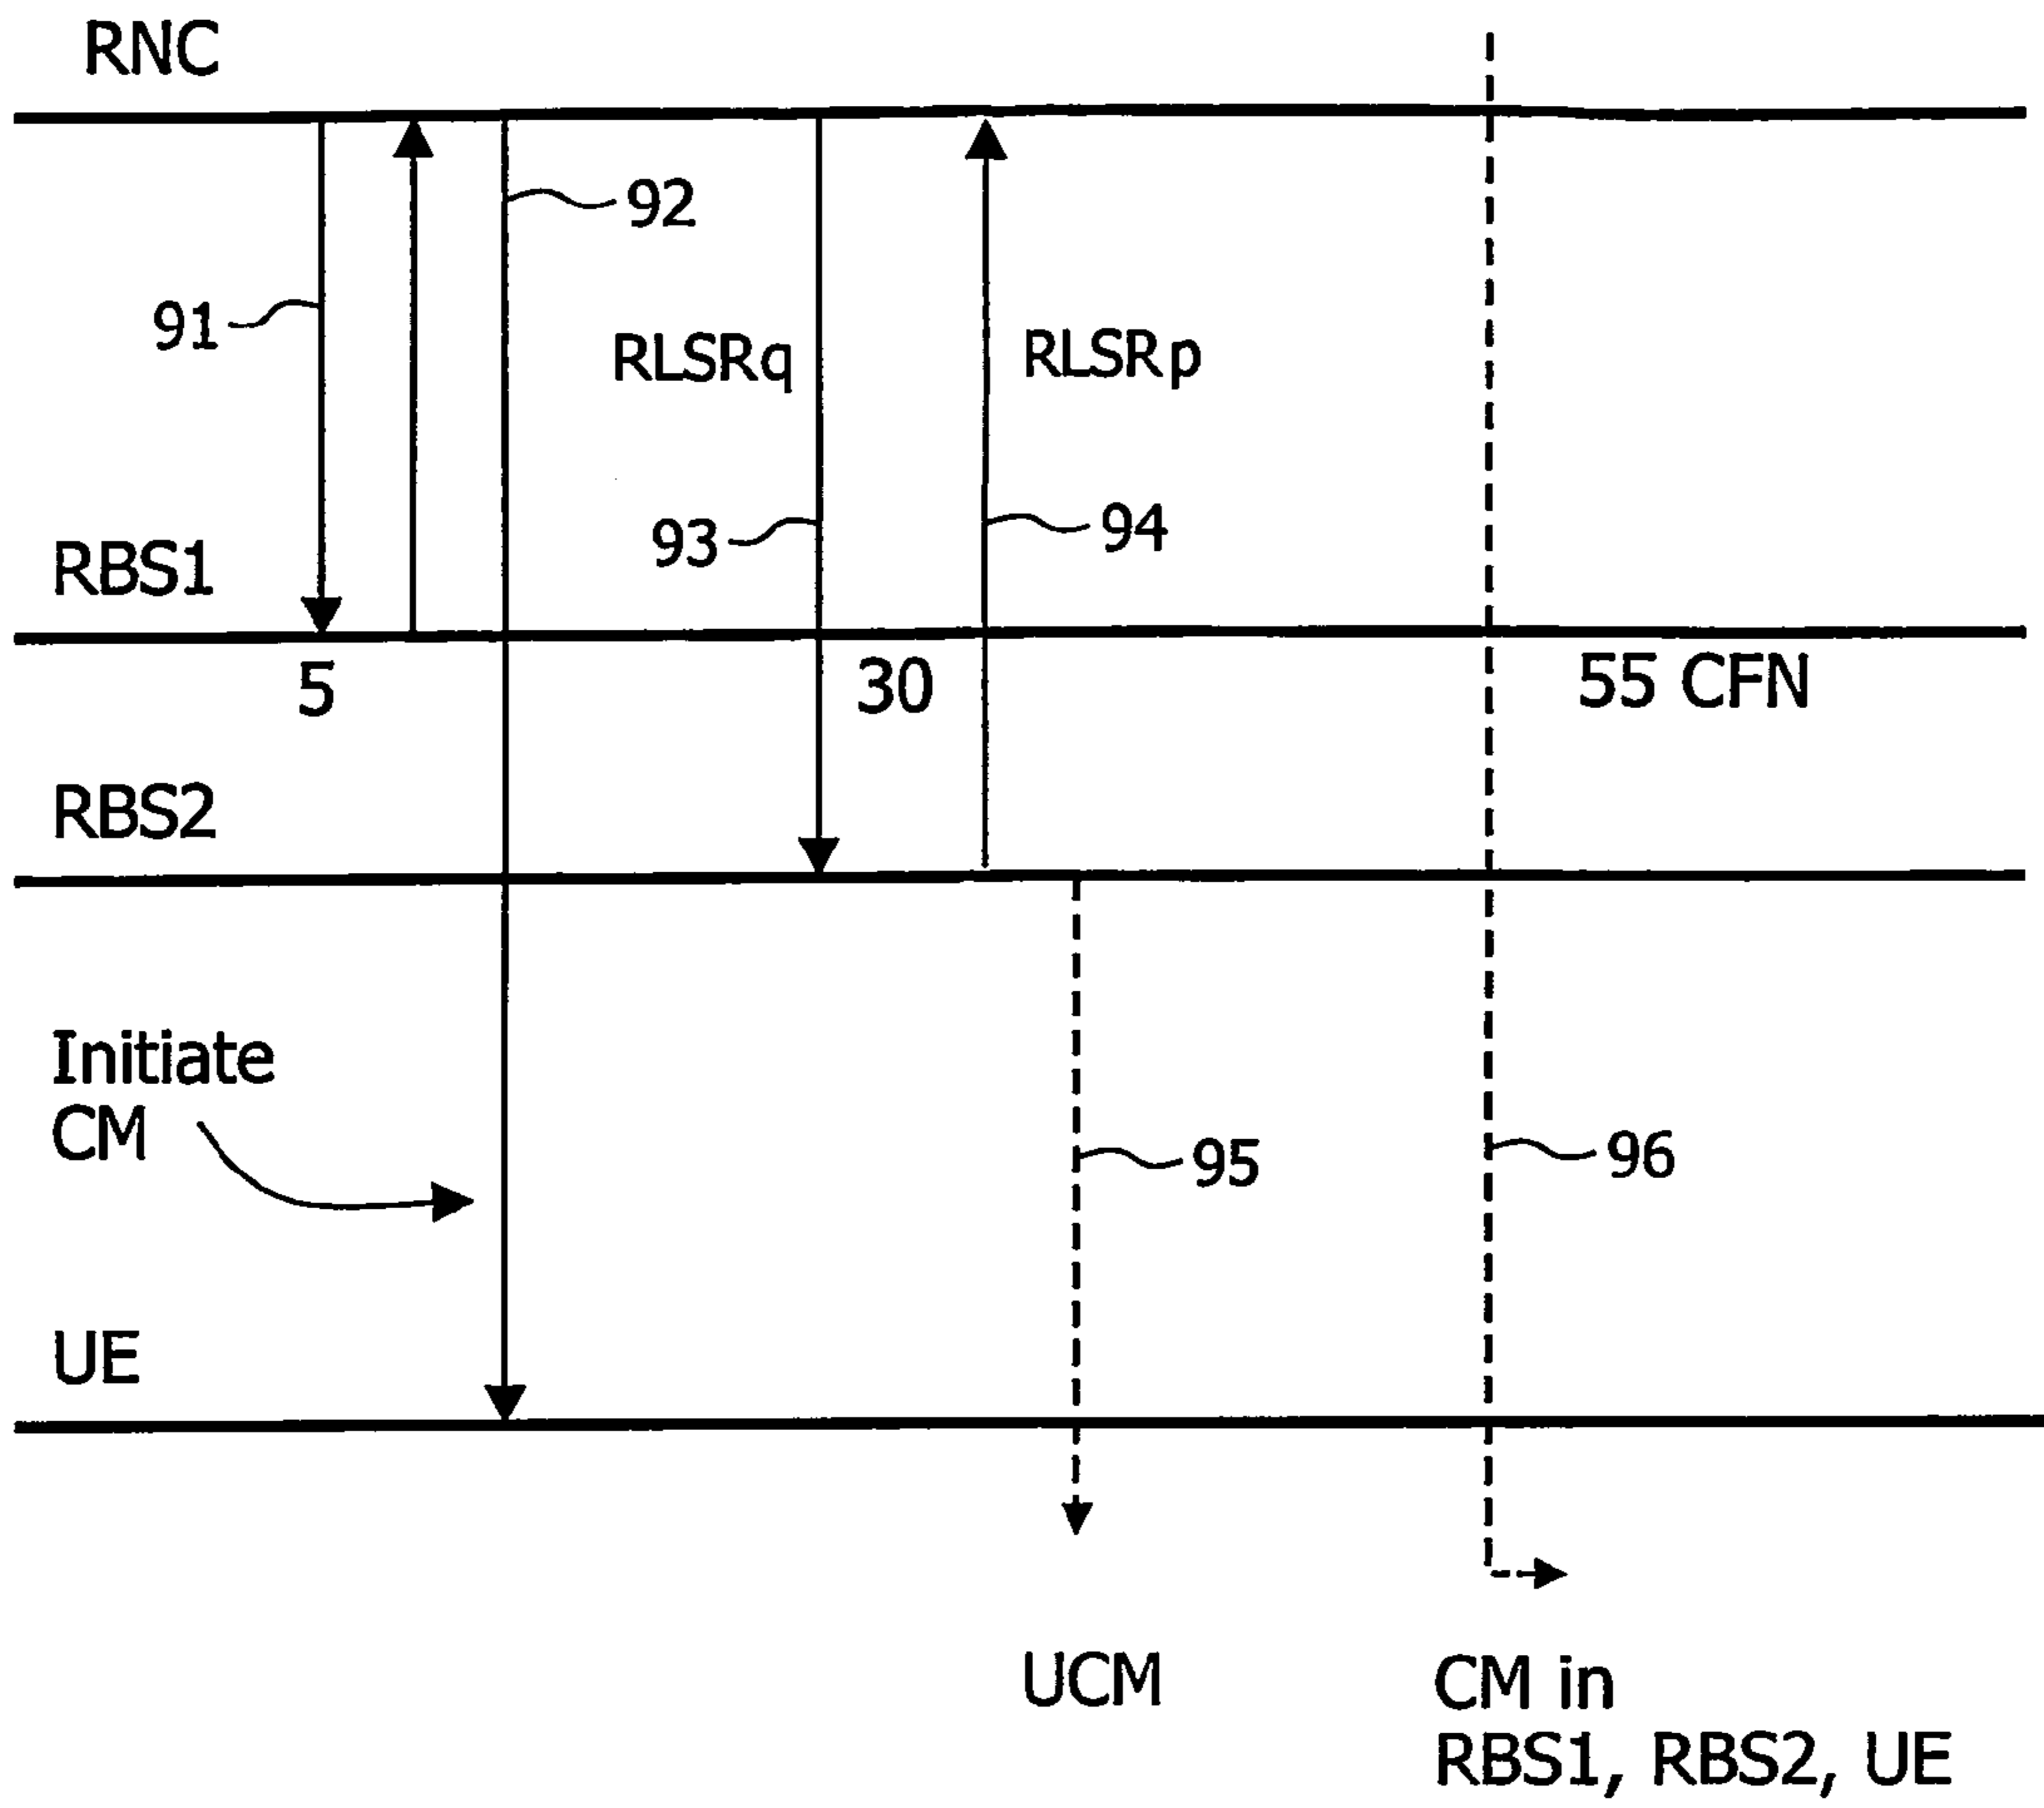 RNC
92
91
RLSRq
RLSRp
93
94
RBS1
5
30
55 CFN
RBS2
Initiate
CM
95
96
UE
UCM
CM in
RBS1, RBS2, UE